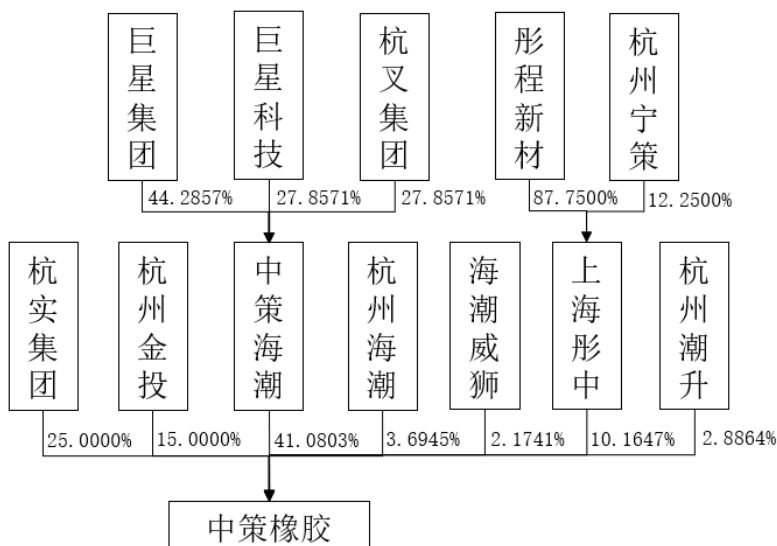 巨星集团
巨星科技
杭叉集团
彤程新材
杭州宁策
44.2857%
27.8571%
27.8571%
87.7500%
12.2500%
杭实集团
杭州金投
中策海潮
杭州海潮
海潮威狮
上海彤中
杭州潮升
25.0000%
15.0000%
41.0803%
3.6945%
2.1741%
10.1647%
2.8864%
中策橡胶